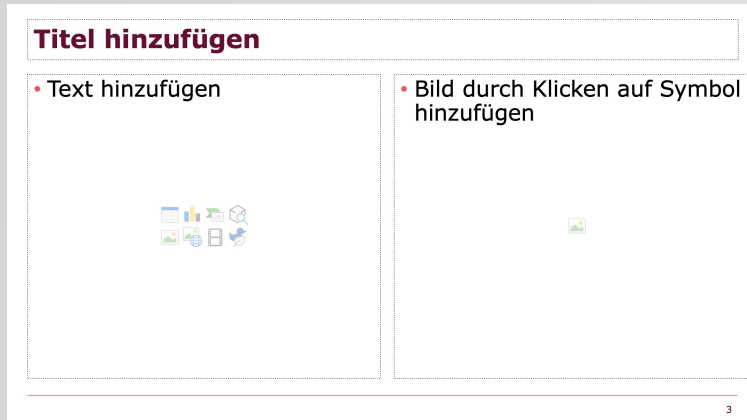 Titel hinzufügen
• Text hinzufügen
• Bild durch Klicken auf Symbol
hinzufügen
3